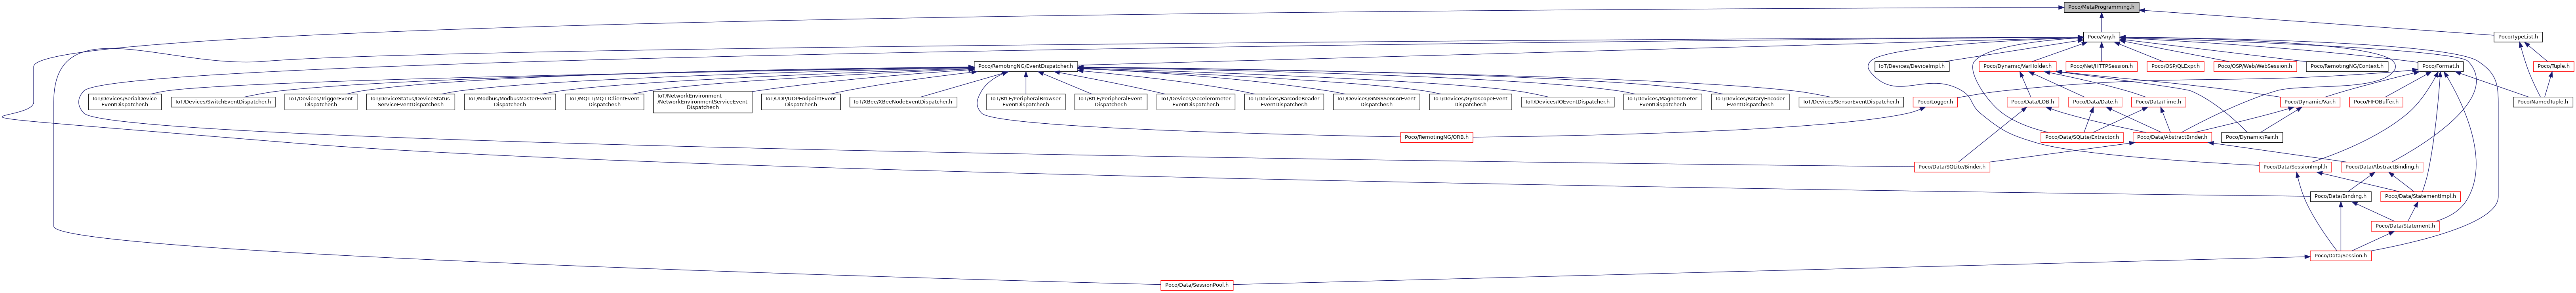 Poco/MetaProgramming.h
Poco/Any.h
Poco/TypeList.h
Poco/RemotingNG/EventDispatcher.h
IoT/Devices/DeviceImpl.h
Poco/Dynamic/VarHolder.h
Poco/Net/HTTPSession.h
Poco/OSP/QLExpr.h
Poco/OSP/Web/WebSession.h
Poco/RemotingNG/Context.h
Poco/Format.h
Poco/Tuple.h
IoT/Devices/SerialDevice
EventDispatcher.h
IoT/Devices/SwitchEventDispatcher.h
IoT/Devices/TriggerEvent
Dispatcher.h
IoT/DeviceStatus/DeviceStatus
ServiceEventDispatcher.h
IoT/Modbus/ModbusMasterEvent
Dispatcher.h
IoT/MQTT/MQTTClientEvent
Dispatcher.h
IoT/NetworkEnvironment
/NetworkEnvironmentServiceEvent
Dispatcher.h
IoT/UDP/UDPEndpointEvent
Dispatcher.h
IoT/XBee/XBeeNodeEventDispatcher.h
IoT/BtLE/PeripheralBrowser
EventDispatcher.h
IoT/BtLE/PeripheralEvent
Dispatcher.h
IoT/Devices/Accelerometer
EventDispatcher.h
IoT/Devices/BarcodeReader
EventDispatcher.h
IoT/Devices/GNSSSensorEvent
Dispatcher.h
IoT/Devices/GyroscopeEvent
Dispatcher.h
IoT/Devices/IOEventDispatcher.h
IoT/Devices/Magnetometer
EventDispatcher.h
IoT/Devices/RotaryEncoder
EventDispatcher.h
IoT/Devices/SensorEventDispatcher.h
Poco/Logger.h
Poco/Data/LOB.h
Poco/Data/Date.h
Poco/Data/Time.h
Poco/Dynamic/Var.h
Poco/FIFOBuffer.h
Poco/NamedTuple.h
Poco/RemotingNG/ORB.h
Poco/Data/SQLite/Extractor.h
Poco/Data/AbstractBinder.h
Poco/Dynamic/Pair.h
Poco/Data/SQLite/Binder.h
Poco/Data/SessionImpl.h
Poco/Data/AbstractBinding.h
Poco/Data/Binding.h
Poco/Data/StatementImpl.h
Poco/Data/Statement.h
Poco/Data/Session.h
Poco/Data/SessionPool.h